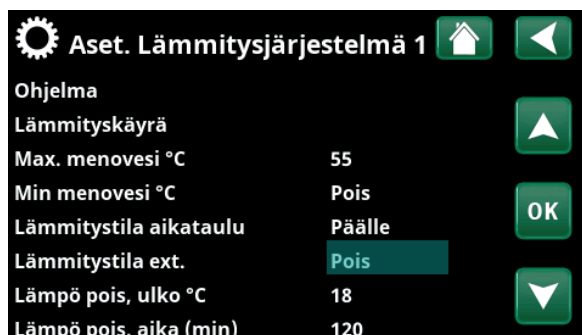 Aset. Lämmitysjärjestelmä 1
Ohjelma
Lämmityskäyrä
Max. menovesi °C 55
Min menovesi °C Pois
Lämmitystila aikataulu Päälle
OK
Lämmitystila ext. Pois
Lämpö pois, ulko °C 18
Lämpö pois, aika (min) 120